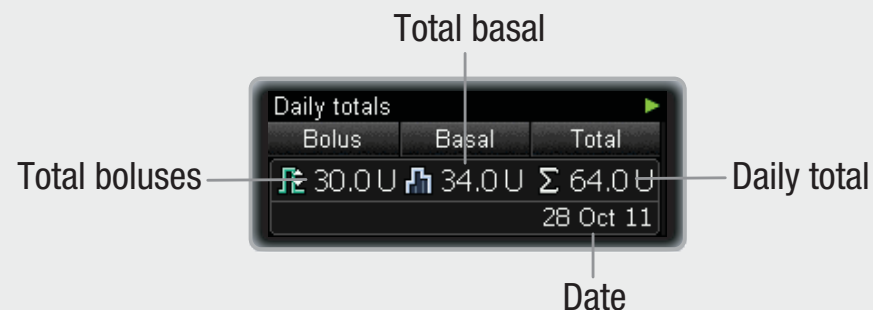 Total basal
Daily totals
Bolus Basal Total
Total boluses 30.0 U 34.0 U Σ 64.0 U Daily total
28 Oct 11
Date